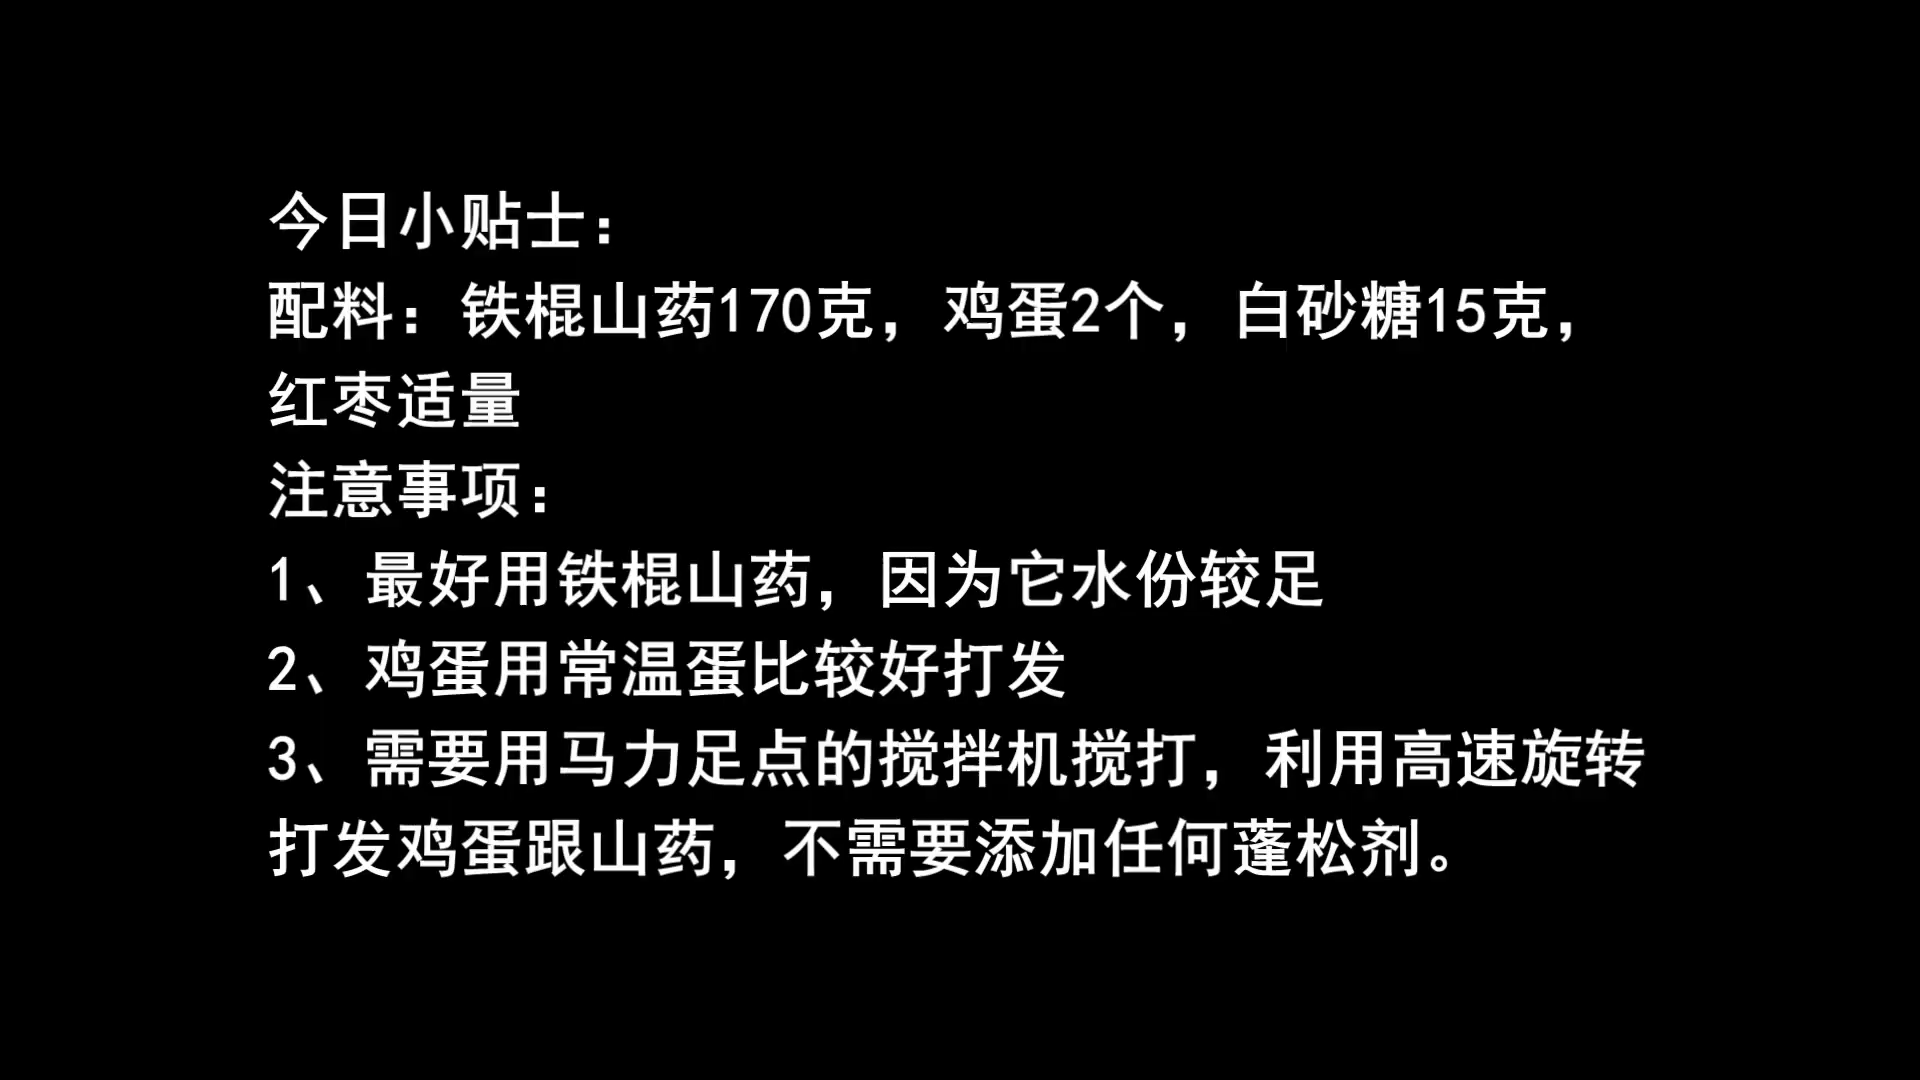 今日小贴士：
配料：铁棍山药170克，鸡蛋2个，白砂糖15克，
红枣适量
注意事项：
1、最好用铁棍山药，因为它水份较足
2、鸡蛋用常温蛋比较好打发
3、需要用马力足点的搅拌机搅打，利用高速旋转
打发鸡蛋跟山药，不需要添加任何蓬松剂。